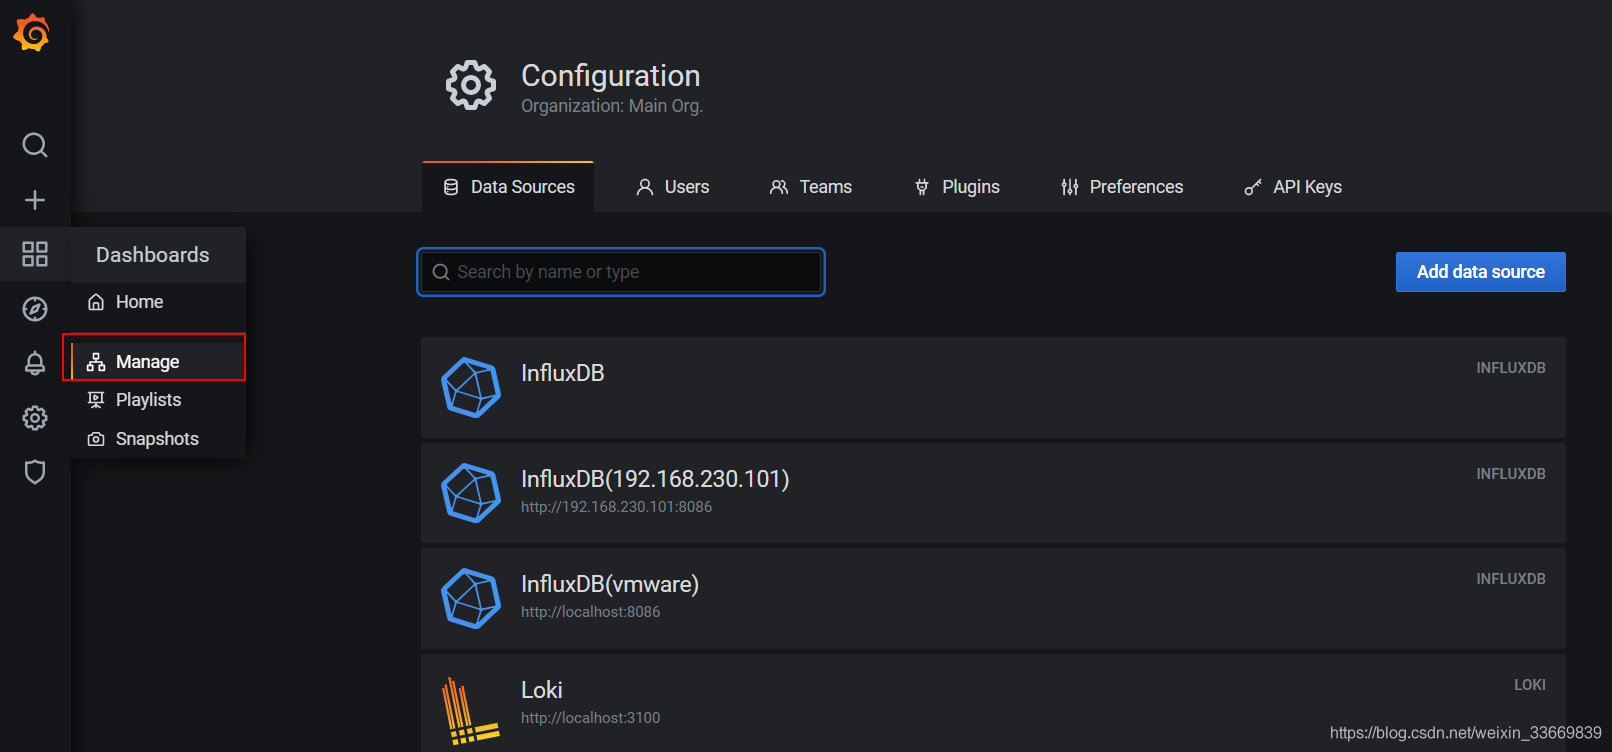 Configuration
Organization: Main Org.
Data Sources
Users
Teams
Plugins
Preferences
API Keys
Dashboards
Home
Manage
Playlists
Snapshots
Search by name or type
Add data source
InfluxDB
INFLUXDB
InfluxDB(192.168.230.101)
http://192.168.230.101:8086
INFLUXDB
InfluxDB(vmware)
http://localhost:8086
INFLUXDB
Loki
http://localhost:3100
LOKI
https://blog.csdn.net/weixin_33669839